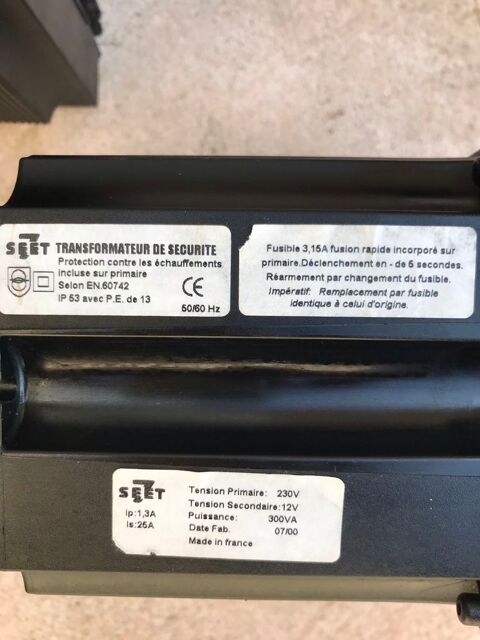 SEET TRANSFORMATEUR DE SECURITE
Protection contre les échauffements
incluse sur primaire
Selon EN.60742
IP 53 avec P.E. de 13
CE
50/60 Hz
Fusible 3,15A fusion rapide incorporé sur
primaire.Déclenchement en - de 5 secondes.
Réarmement par changement du fusible.
Impératif: Remplacement par fusible
identique à celui d'origine.
SEET
Ip:1,3A
Is:25A
Tension Primaire: 230V
Tension Secondaire: 12V
Puissance: 300VA
Date Fab. 07/00
Made in france